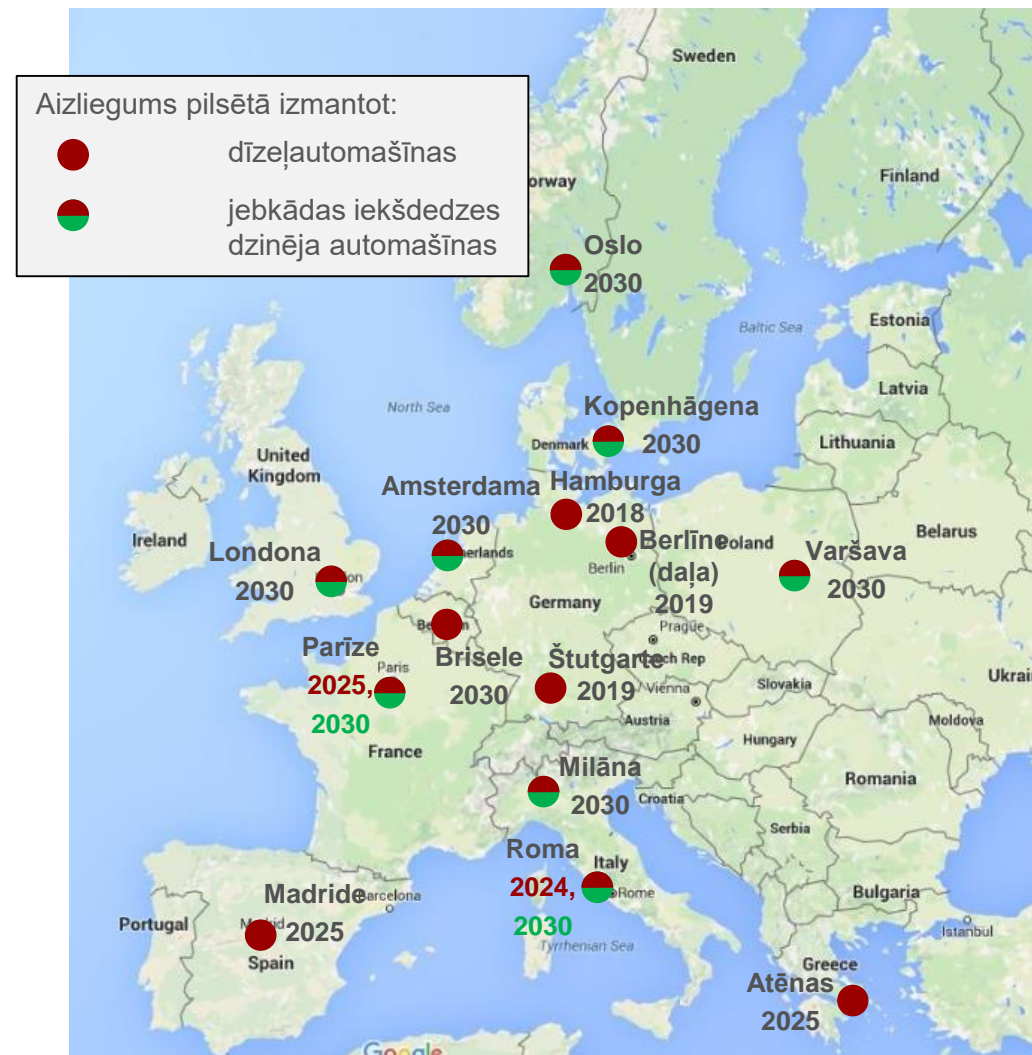 Sweden
Aizliegums pilsētā izmantot:
dīzeļautomašīnas
jebkādas iekšdedzes
dzinēja automašīnas
Finland
Oslo
2030
Baltic Sea
Estonia
Latvia
North Sea
Kopenhāgena
2030
Denmark
Lithuania
United
Kingdom
Amsterdama
2030
Hamburga
2018
Ireland
Belarus
Londona
2030
Berlīne
(daļa)
2019
Berlin
Varšava
2030
Germany
Prague
Parīze
2025,
2030
Paris
Brisele
2030
Štutgarte
2019
Czech Rep
Vienna
Slovakia
Austria
Moldova
Hungary
France
Romania
Milāna
2030
Croatia
Serbia
Roma
2024,
2030
Italy
Rome
Bulgaria
Madride
2025
Barcelona
Portugal
Spain
Tyrrhenian Sea
Istanbul
Greece
Atēnas
2025
Google